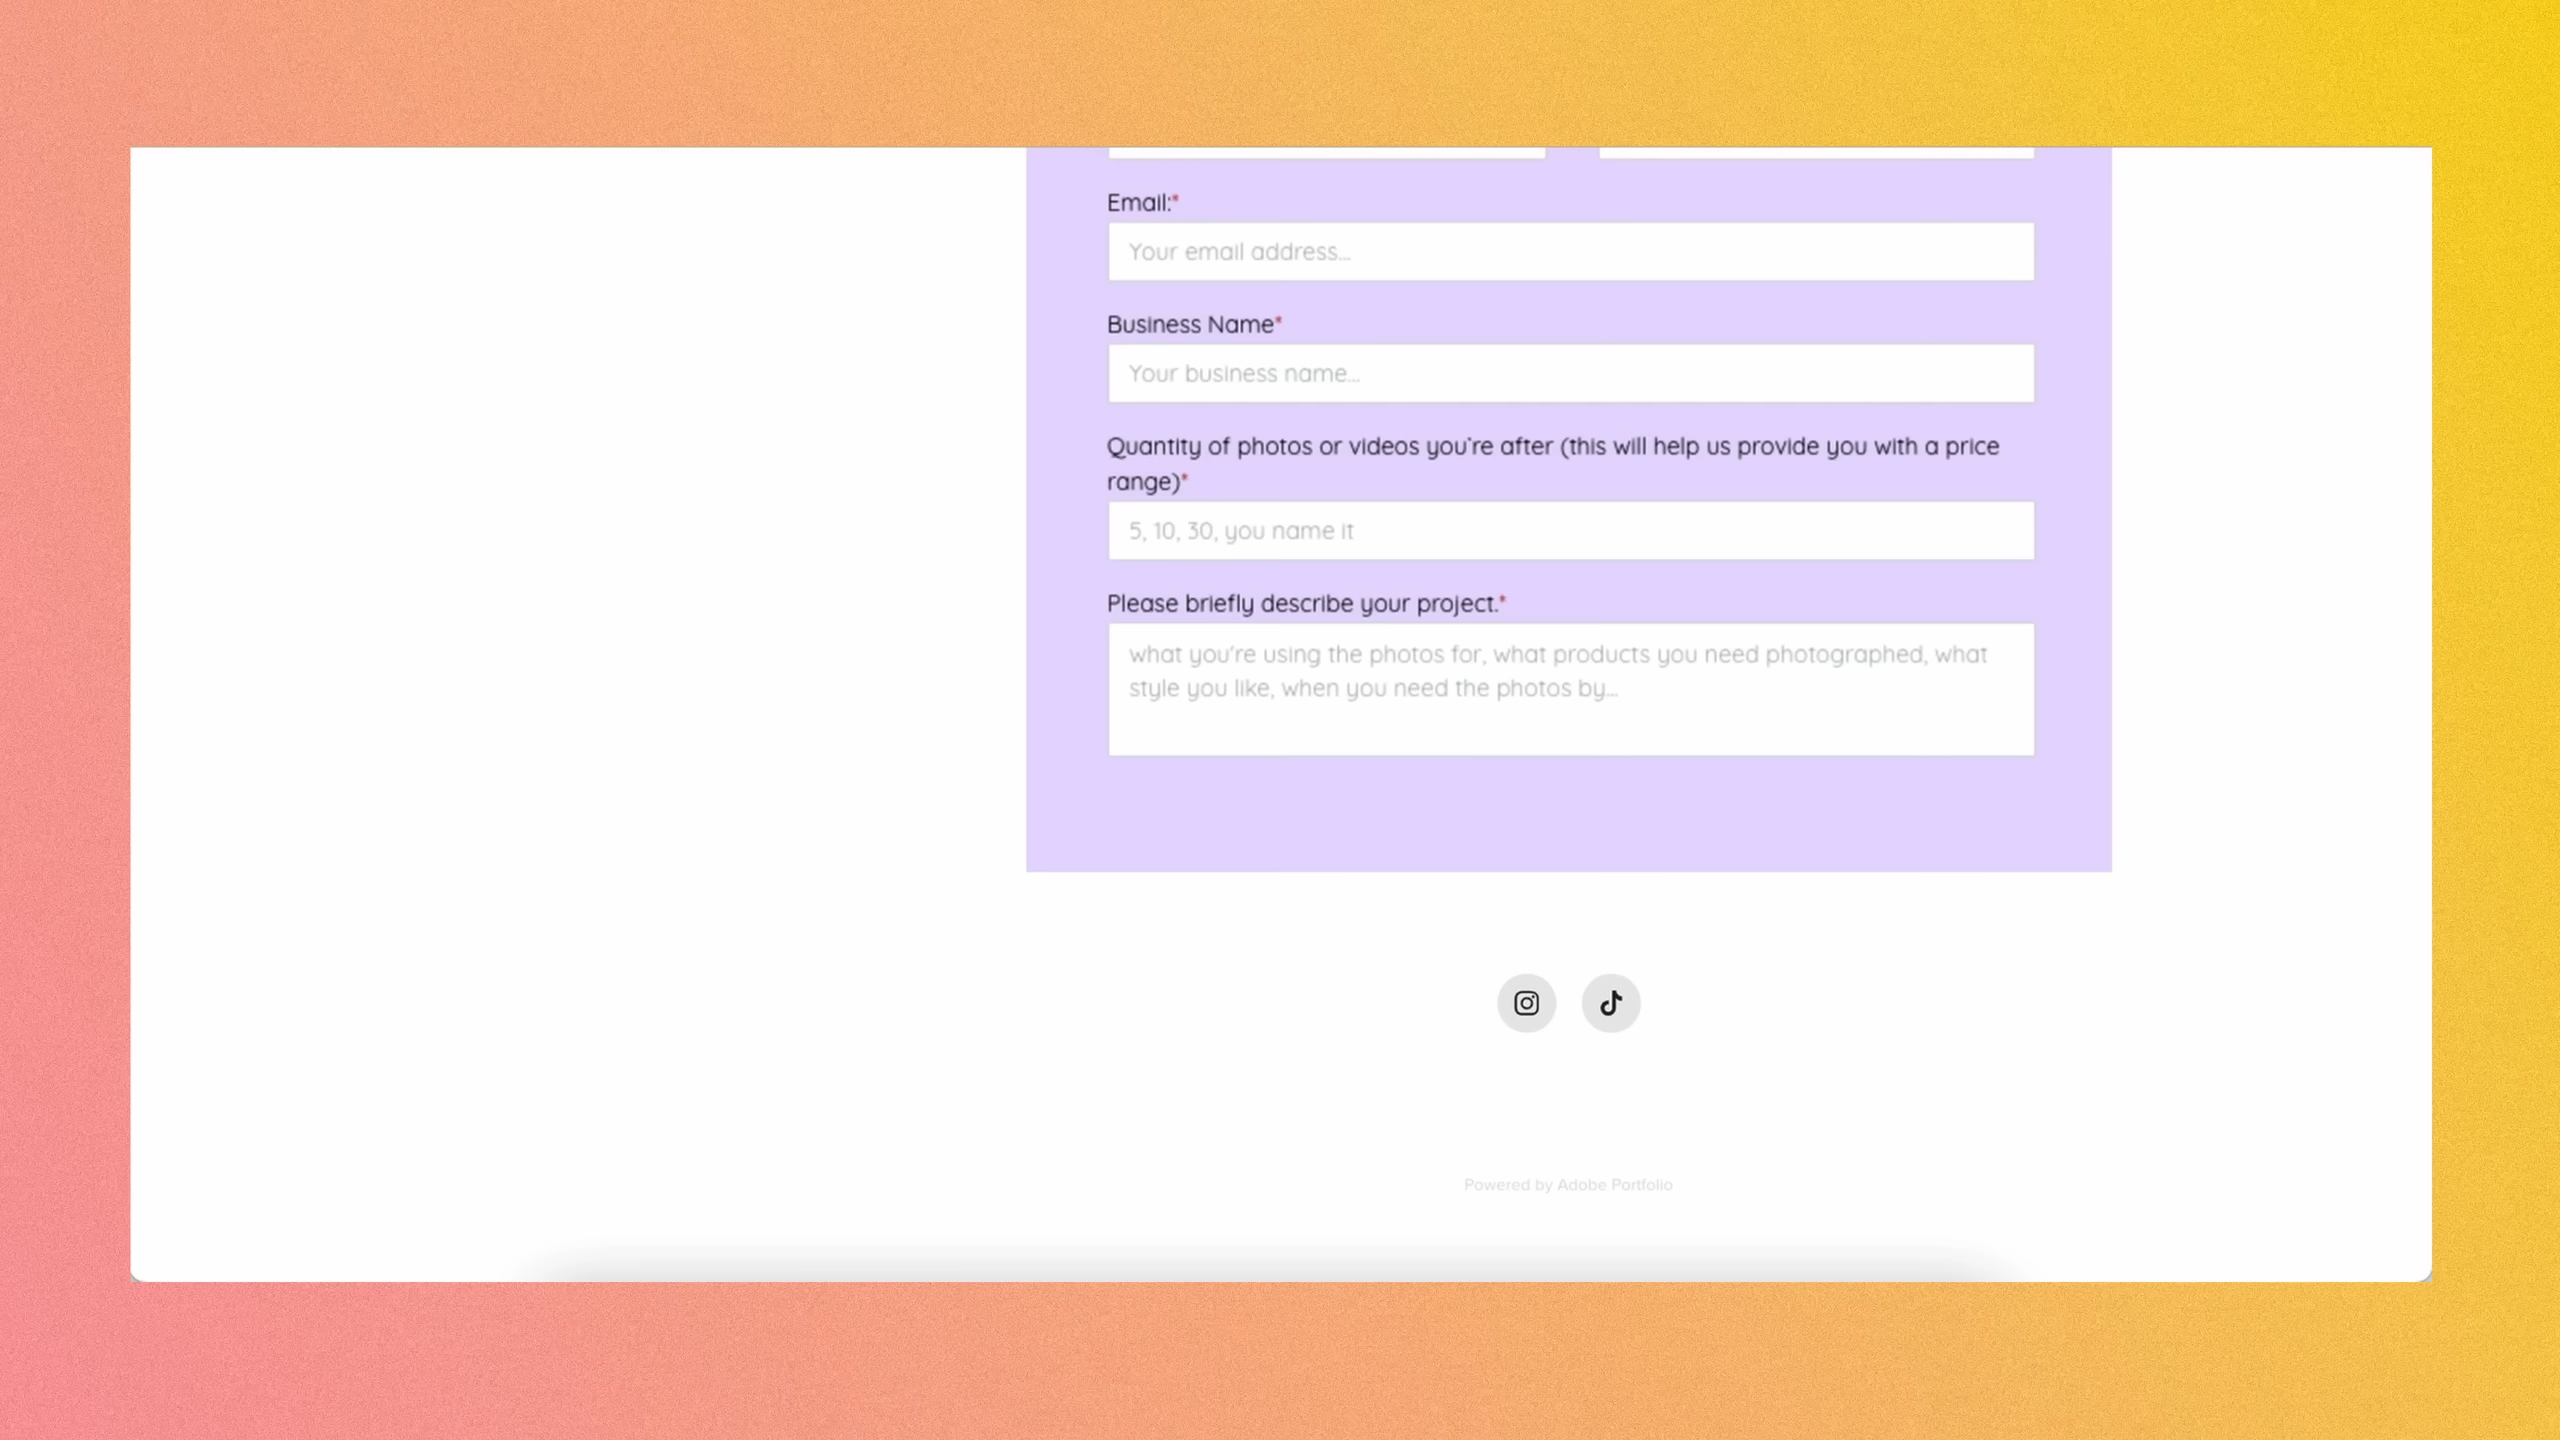 Email:*
Your email address...
Business Name*
Your business name...
Quantity of photos or videos you're after (this will help us provide you with a price
range)*
5, 10, 30, you name it
Please briefly describe your project.*
what you're using the photos for, what products you need photographed, what
style you like, when you need the photos by...
Powered by Adobe Portfolio